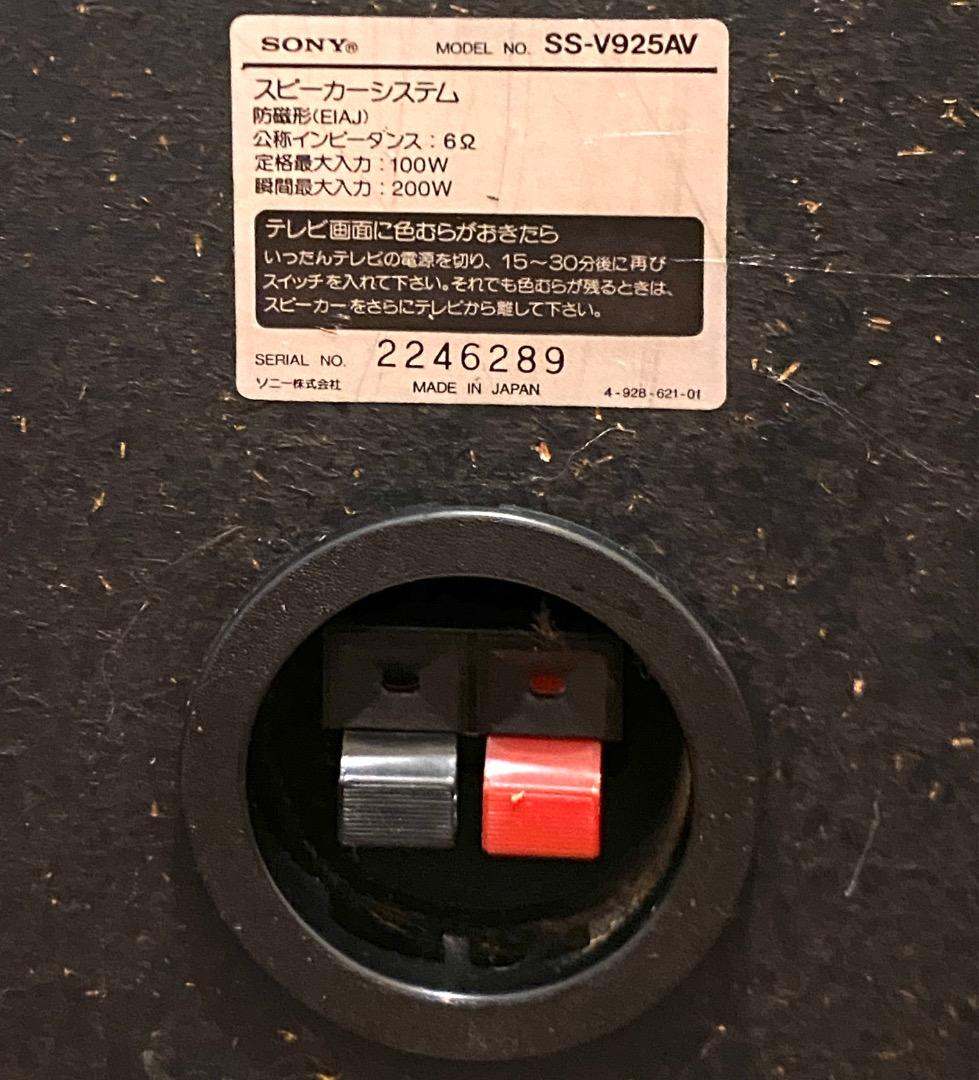 SONY® MODEL NO. SS-V925AV
スピーカーシステム
防磁形(EIAJ)
公称インピーダンス:6Ω
定格最大入力:100W
瞬間最大入力:200W
テレビ画面に色むらがおきたら
いったんテレビの電源を切り、15〜30分後に再び
スイッチを入れて下さい。それでも色むらが残るときは、
スピーカーをさらにテレビから離して下さい。
SERIAL NO. 2246289
ソニー株式会社 MADE IN JAPAN 4-928-621-01